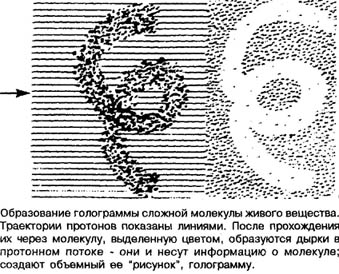 Образование голограммы сложной молекулы живого вещества.
Траектории протонов показаны линиями. После прохождения
их через молекулу, выделенную цветом, образуются дырки в
протонном потоке - они и несут информацию о молекуле;
создают объемный ее "рисунок", голограмму.